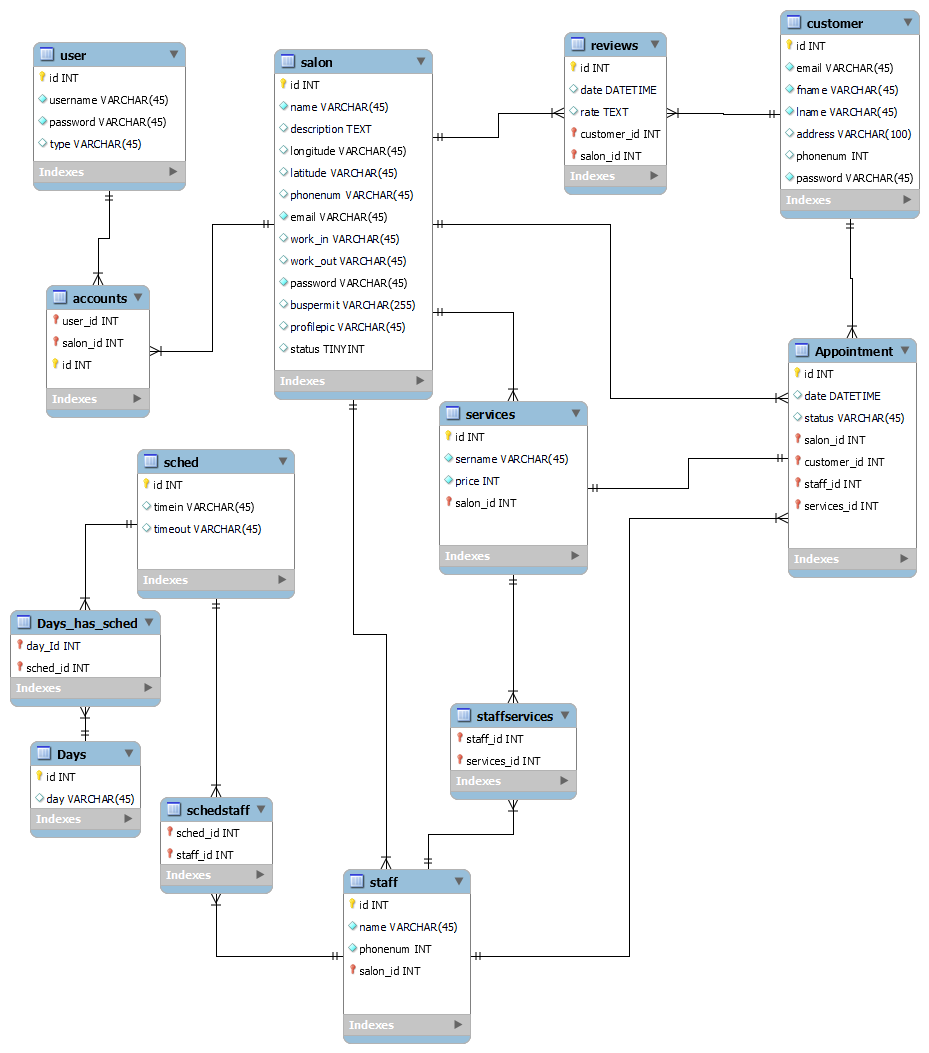 user
id INT
username VARCHAR(45)
password VARCHAR(45)
type VARCHAR(45)
Indexes
salon
id INT
name VARCHAR(45)
description TEXT
longitude VARCHAR(45)
latitude VARCHAR(45)
phonenum VARCHAR(45)
email VARCHAR(45)
work_in VARCHAR(45)
work_out VARCHAR(45)
password VARCHAR(45)
buspermit VARCHAR(255)
profilepic VARCHAR(45)
status TINYINT
Indexes
reviews
id INT
date DATETIME
rate TEXT
customer_id INT
salon_id INT
Indexes
customer
id INT
email VARCHAR(45)
fname VARCHAR(45)
lname VARCHAR(45)
address VARCHAR(100)
phonenum INT
password VARCHAR(45)
Indexes
accounts
user_id INT
salon_id INT
id INT
Indexes
Appointment
id INT
date DATETIME
status VARCHAR(45)
salon_id INT
customer_id INT
staff_id INT
services_id INT
Indexes
services
id INT
sername VARCHAR(45)
price INT
salon_id INT
Indexes
sched
id INT
timein VARCHAR(45)
timeout VARCHAR(45)
Indexes
Days_has_sched
day_Id INT
sched_id INT
Indexes
staffservices
staff_id INT
services_id INT
Indexes
Days
id INT
day VARCHAR(45)
Indexes
schedstaff
sched_id INT
staff_id INT
Indexes
staff
id INT
name VARCHAR(45)
phonenum INT
salon_id INT
Indexes